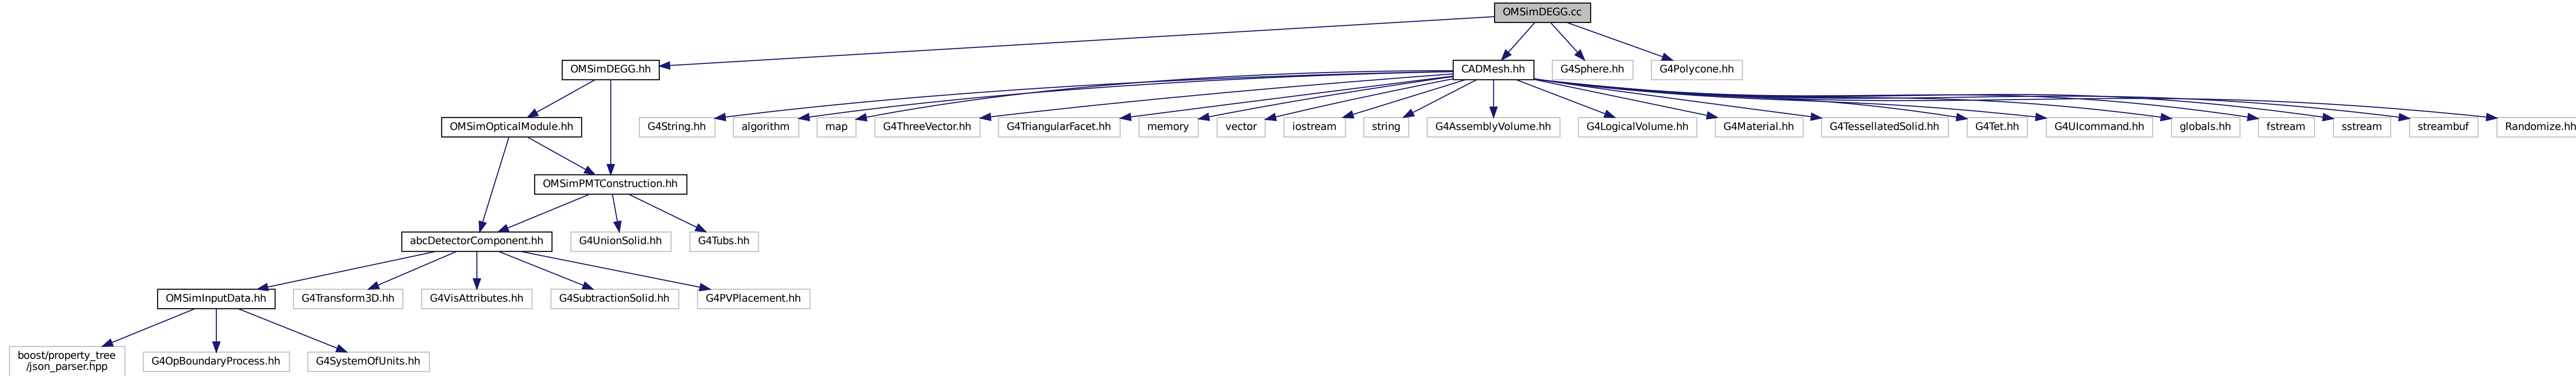 OMSimDEGG.cc
OMSimDEGG.hh
CADMesh.hh
G4Sphere.hh
G4Polycone.hh
OMSimOpticalModule.hh
G4String.hh
algorithm
map
G4ThreeVector.hh
G4TriangularFacet.hh
memory
vector
iostream
string
G4AssemblyVolume.hh
G4LogicalVolume.hh
G4Material.hh
G4TessellatedSolid.hh
G4Tet.hh
G4UIcommand.hh
globals.hh
fstream
sstream
streambuf
Randomize.hh
OMSimPMTConstruction.hh
abcDetectorComponent.hh
G4UnionSolid.hh
G4Tubs.hh
OMSimInputData.hh
G4Transform3D.hh
G4VisAttributes.hh
G4SubtractionSolid.hh
G4PVPlacement.hh
boost/property_tree
/json_parser.hpp
G4OpBoundaryProcess.hh
G4SystemOfUnits.hh